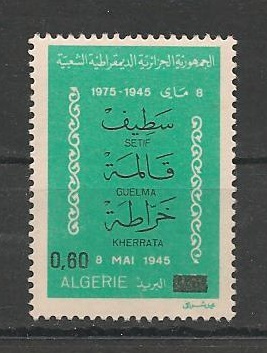 الجمهورية الجزائرية الديمقراطية الشعبية
1975-1945 8 ماي
سطيف
SETIF
ڤالمة
GUELMA
خراطة
KHERRATA
0,60 8 MAI 1945
ALGERIE البريد